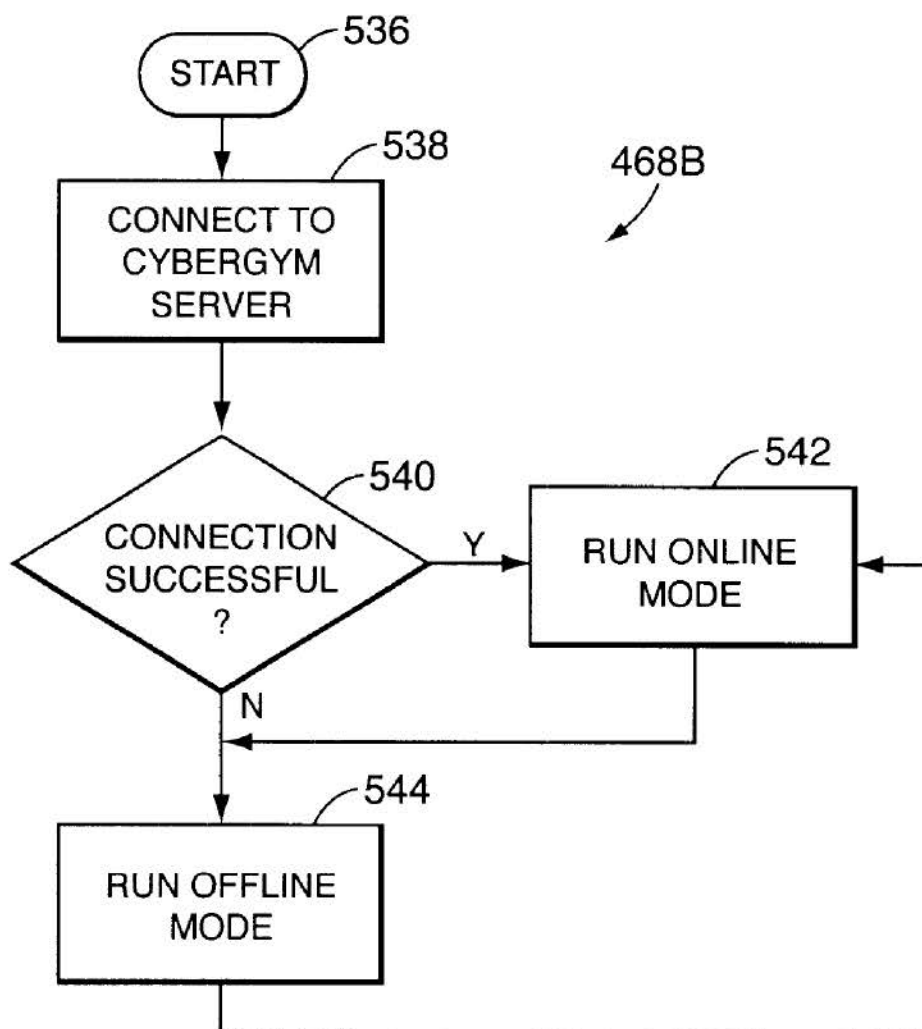 START
536
538
CONNECT TO
CYBERGYM
SERVER
468B
540
CONNECTION
SUCCESSFUL
?
Y
N
542
RUN ONLINE
MODE
544
RUN OFFLINE
MODE